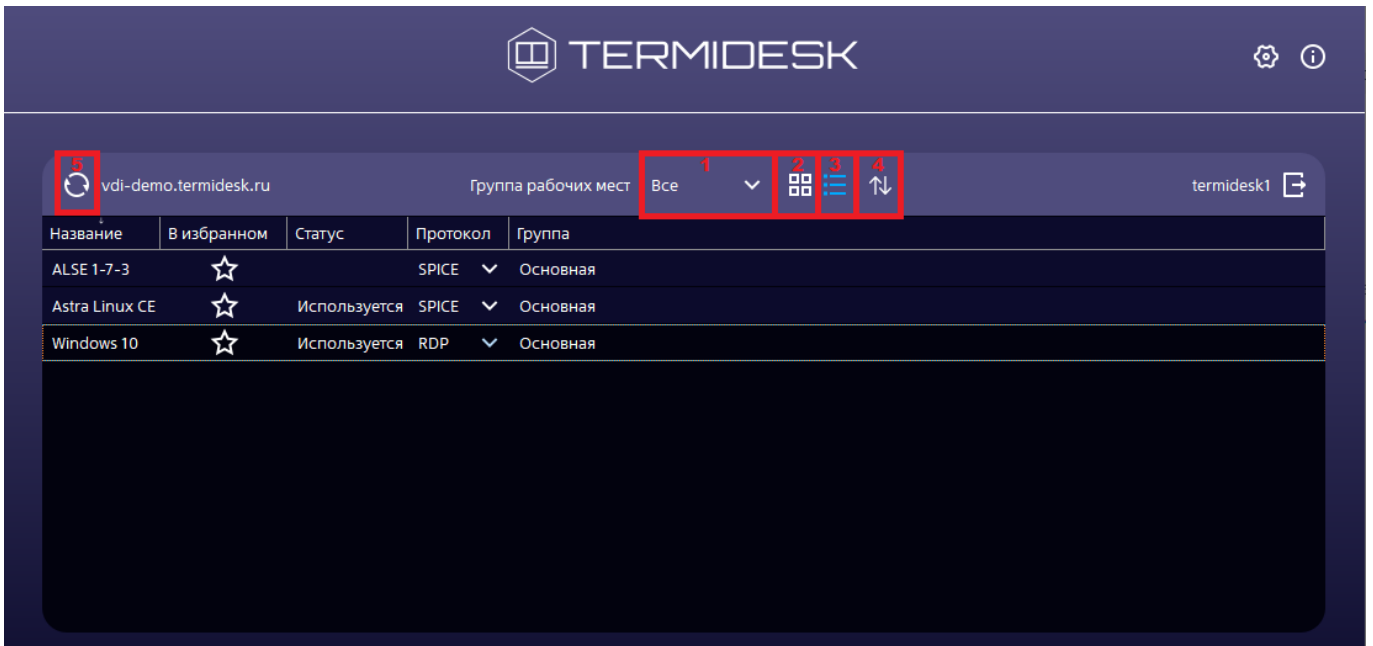 TERMIDESK
5 1 2 3 4
vdi-demo.termidesk.ru Группа рабочих мест Все termidesk1
Название В избранном Статус Протокол Группа
ALSE 1-7-3 SPICE Основная
Astra Linux CE Используется SPICE Основная
Windows 10 Используется RDP Основная